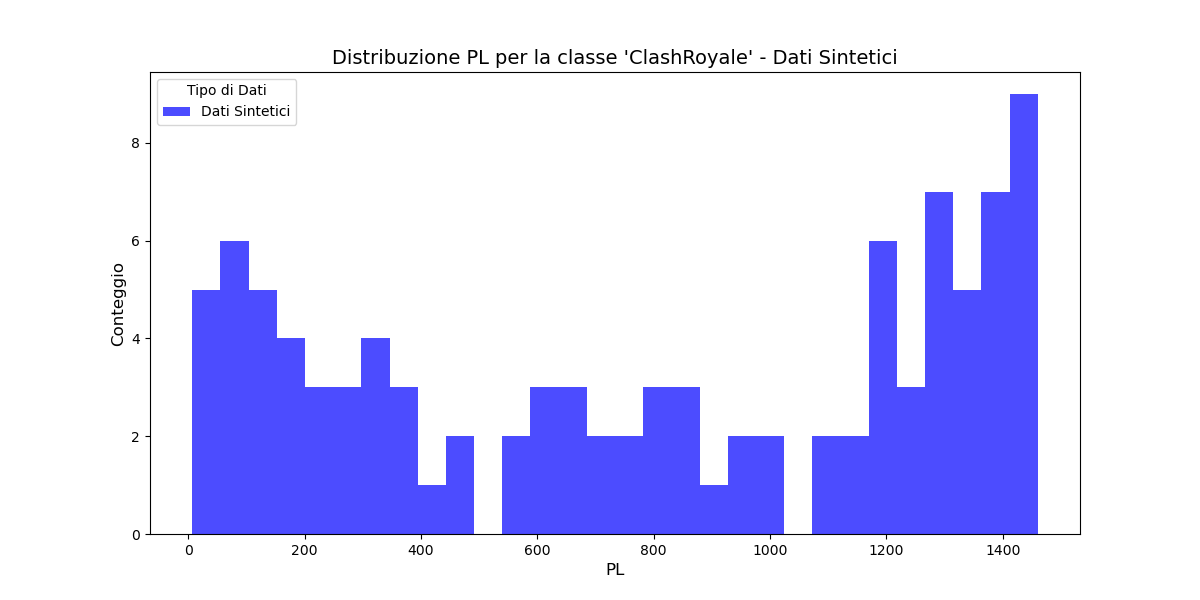 Distribuzione PL per la classe 'ClashRoyale' - Dati Sintetici
Tipo di Dati
Dati Sintetici
Conteggio
8
6
4
2
0
0 200 400 600 800 1000 1200 1400
PL